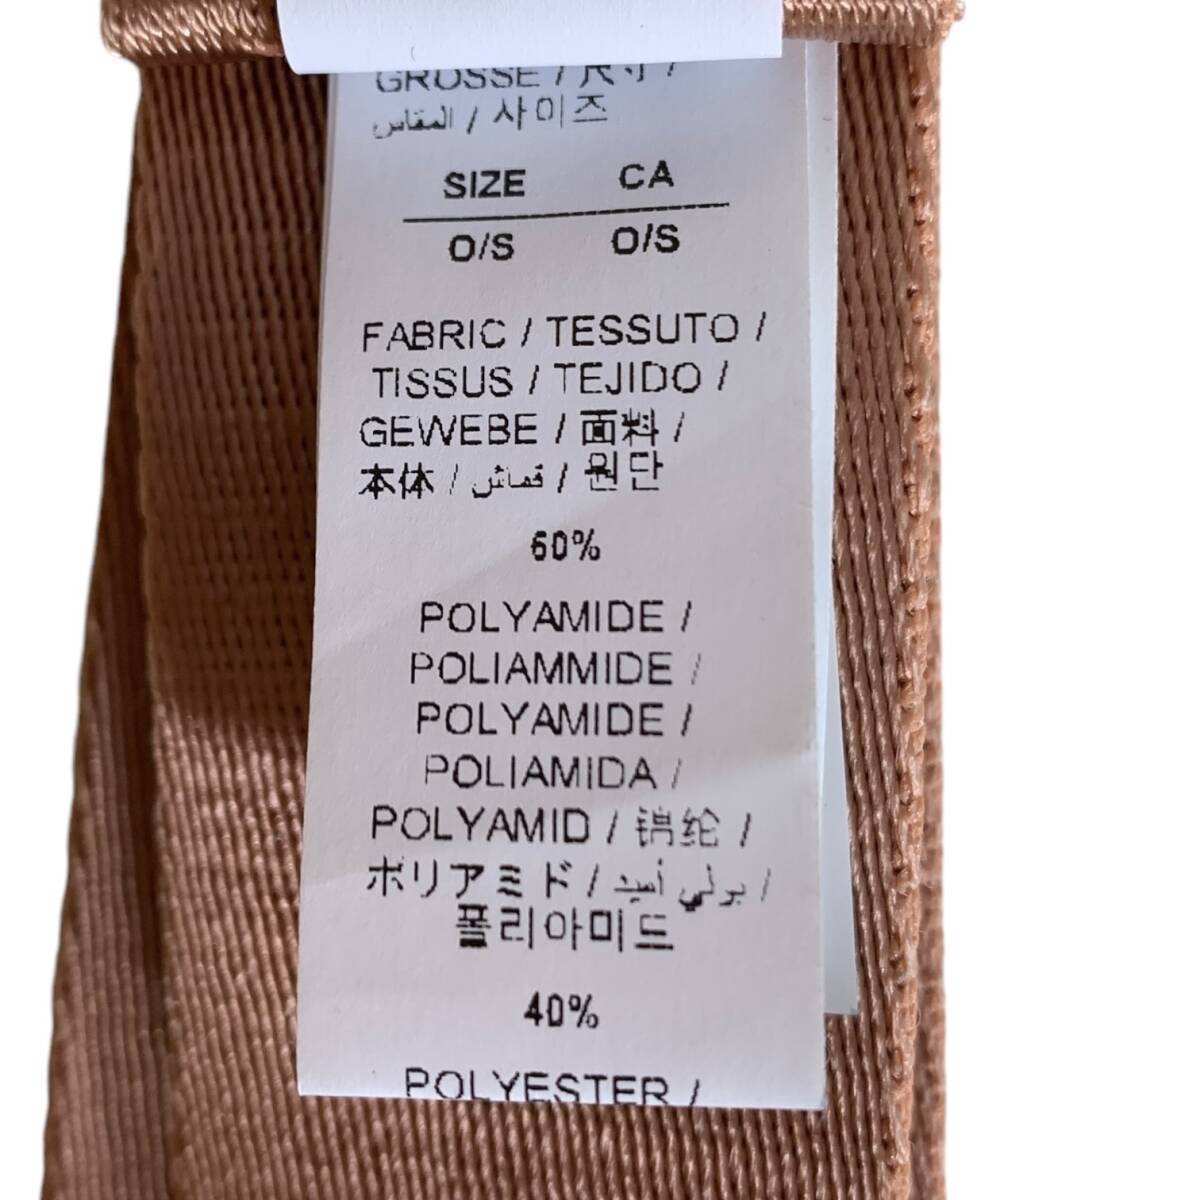 GROSSE / 尺寸 /
المقاس / 사이즈
SIZE CA
O/S O/S
FABRIC / TESSUTO /
TISSUS / TEJIDO /
GEWEBE / 面料 /
本体 / قماش / 원단
60%
POLYAMIDE /
POLIAMMIDE /
POLYAMIDE /
POLIAMIDA /
POLYAMID / 锦纶 /
ポリアミド / بولي أميد /
폴리아미드
40%
POLYESTER /